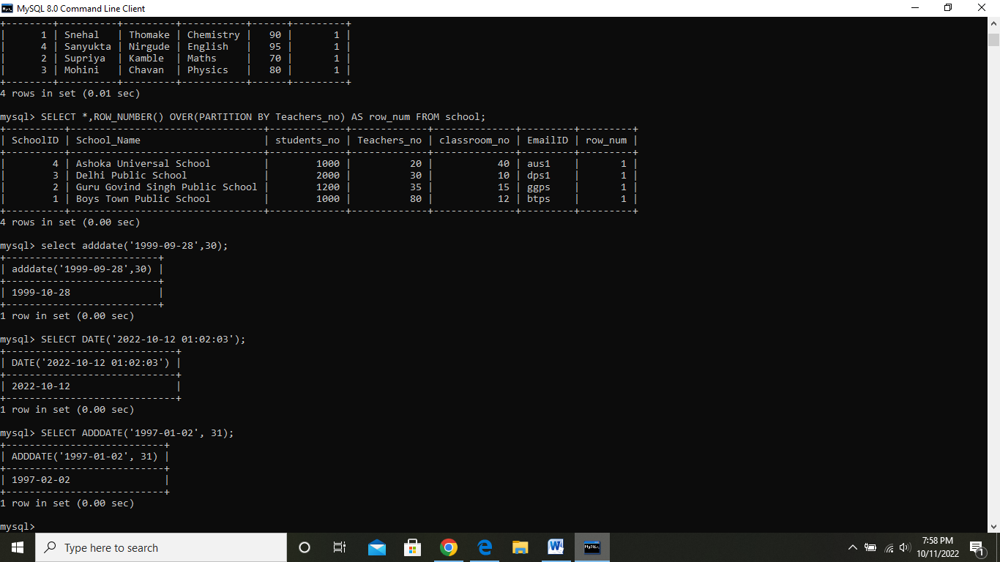 MySQL 8.0 Command Line Client
+--------+----------+---------+-----------+------+---------+
|      1 | Snehal   | Thomake | Chemistry |   90 |       1 |
|      4 | Sanyukta | Nirgude | English   |   95 |       1 |
|      2 | Supriya  | Kamble  | Maths     |   70 |       1 |
|      3 | Mohini   | Chavan  | Physics   |   80 |       1 |
+--------+----------+---------+-----------+------+---------+
4 rows in set (0.01 sec)
mysql> SELECT *,ROW_NUMBER() OVER(PARTITION BY Teachers_no) AS row_num FROM school;
+----------+---------------------------------+-------------+-------------+--------------+---------+---------+
| SchoolID | School_Name                     | students_no | Teachers_no | classroom_no | EmailID | row_num |
+----------+---------------------------------+-------------+-------------+--------------+---------+---------+
|        4 | Ashoka Universal School         |        1000 |          20 |           40 | aus1    |       1 |
|        3 | Delhi Public School             |        2000 |          30 |           10 | dps1    |       1 |
|        2 | Guru Govind Singh Public School |        1200 |          35 |           15 | ggps    |       1 |
|        1 | Boys Town Public School         |        1000 |          80 |           12 | btps    |       1 |
+----------+---------------------------------+-------------+-------------+--------------+---------+---------+
4 rows in set (0.00 sec)
mysql> select adddate('1999-09-28',30);
+--------------------------+
| adddate('1999-09-28',30) |
+--------------------------+
| 1999-10-28               |
+--------------------------+
1 row in set (0.00 sec)
mysql> SELECT DATE('2022-10-12 01:02:03');
+-----------------------------+
| DATE('2022-10-12 01:02:03') |
+-----------------------------+
| 2022-10-12                  |
+-----------------------------+
1 row in set (0.00 sec)
mysql> SELECT ADDDATE('1997-01-02', 31);
+---------------------------+
| ADDDATE('1997-01-02', 31) |
+---------------------------+
| 1997-02-02                |
+---------------------------+
1 row in set (0.00 sec)
mysql>
Type here to search
7:58 PM
10/11/2022
1